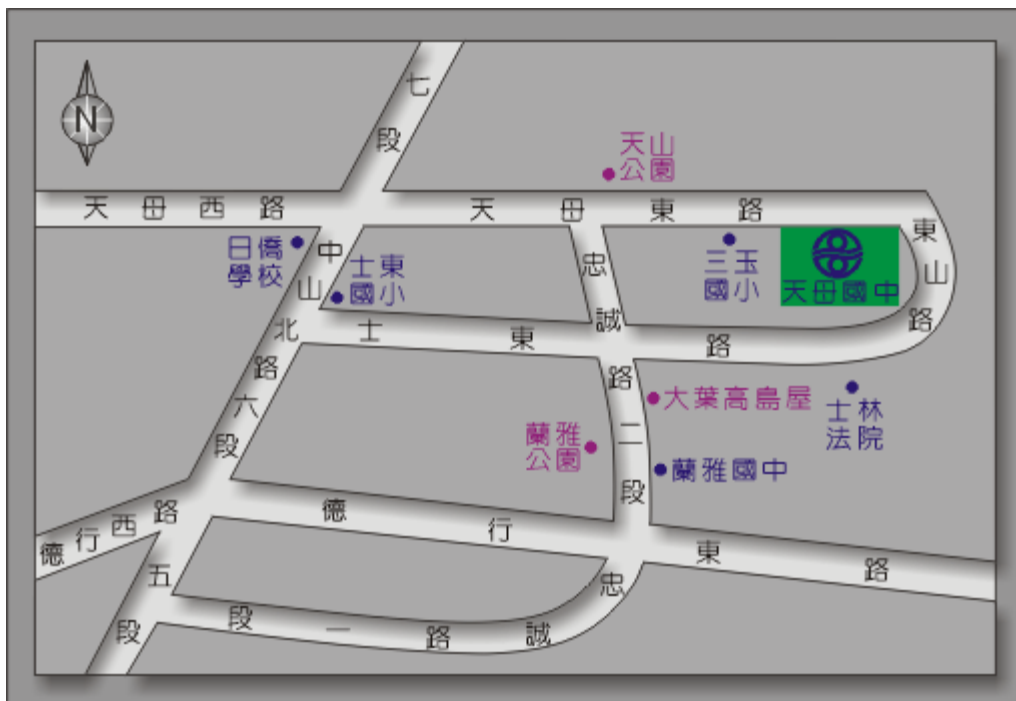 N
七段
天山
公園
天母西路
天母東路
東山路
日僑
學校
中山北路六段
士東
國小
忠誠路二段
三玉
國小
天母國中
士東路
大葉高島屋
士林
法院
蘭雅
公園
蘭雅國中
德行西路
德行東路
五段
忠誠路一段